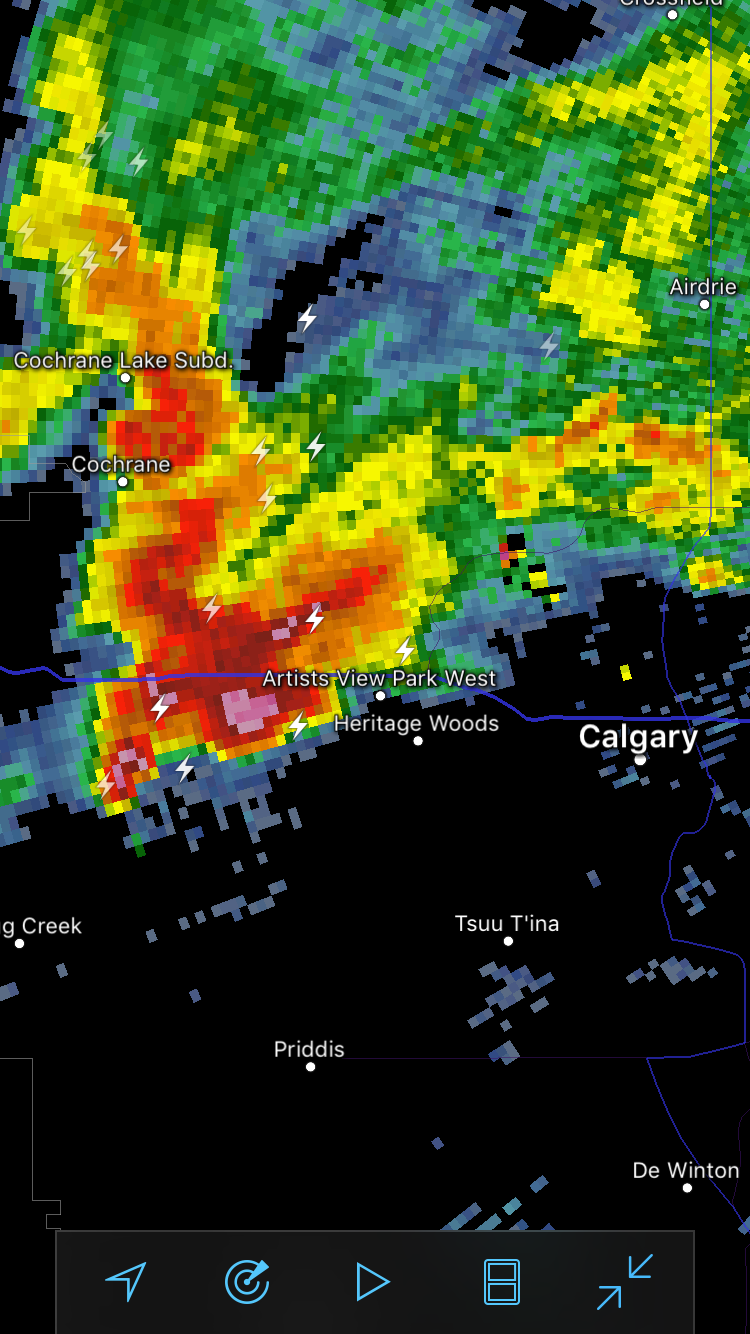 Crossfield
Airdrie
Cochrane Lake Subd.
Cochrane
Artists View Park West
Heritage Woods
Calgary
g Creek
Tsuu T'ina
Priddis
De Winton